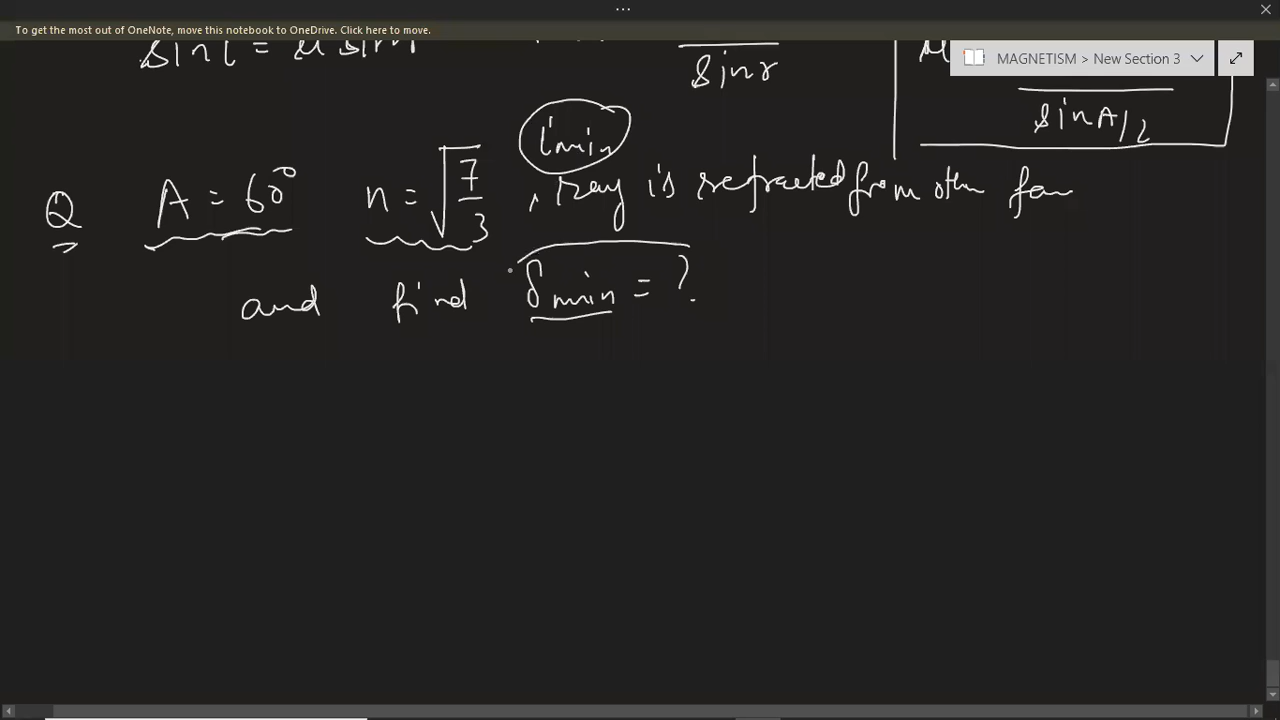 To get the most out of OneNote, move this notebook to OneDrive. Click here to move.
MAGNETISM > New Section 3
sin i = μ sin r
sin r
μ
sin A/2
i min
Q A = 60° n = √7/3 , ray is refracted from other
and find δmin = ?